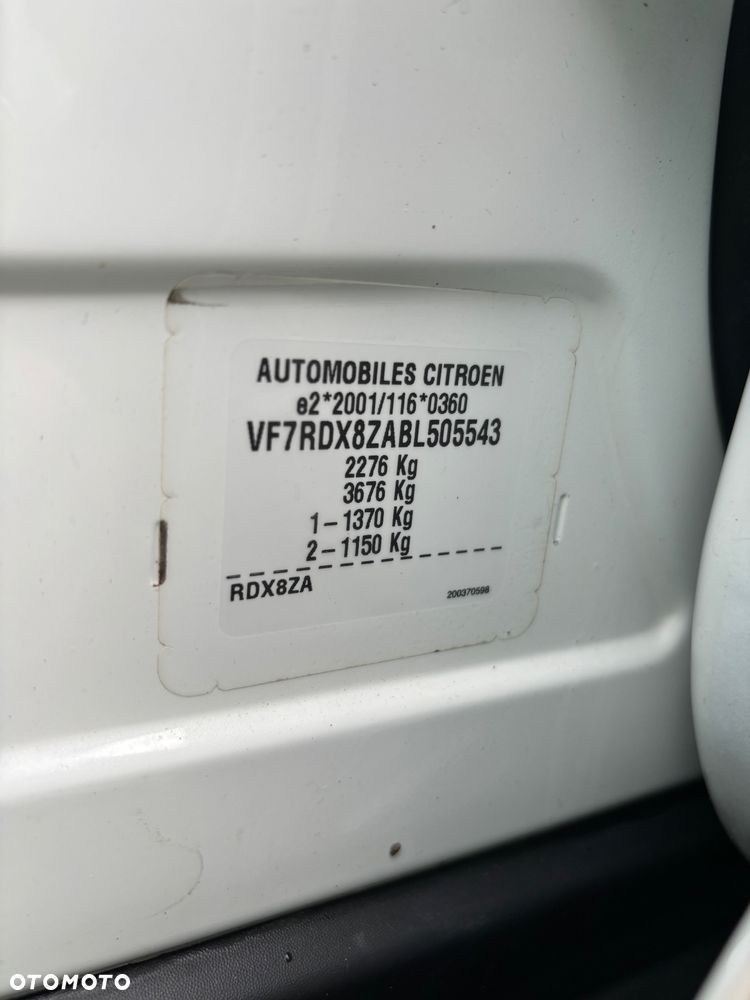 AUTOMOBILES CITROEN
e2*2001/116*0360
VF7RDX8ZABL505543
2276 Kg
3676 Kg
1-1370 Kg
2-1150 Kg
RDX8ZA
200370598
OTOMOTO